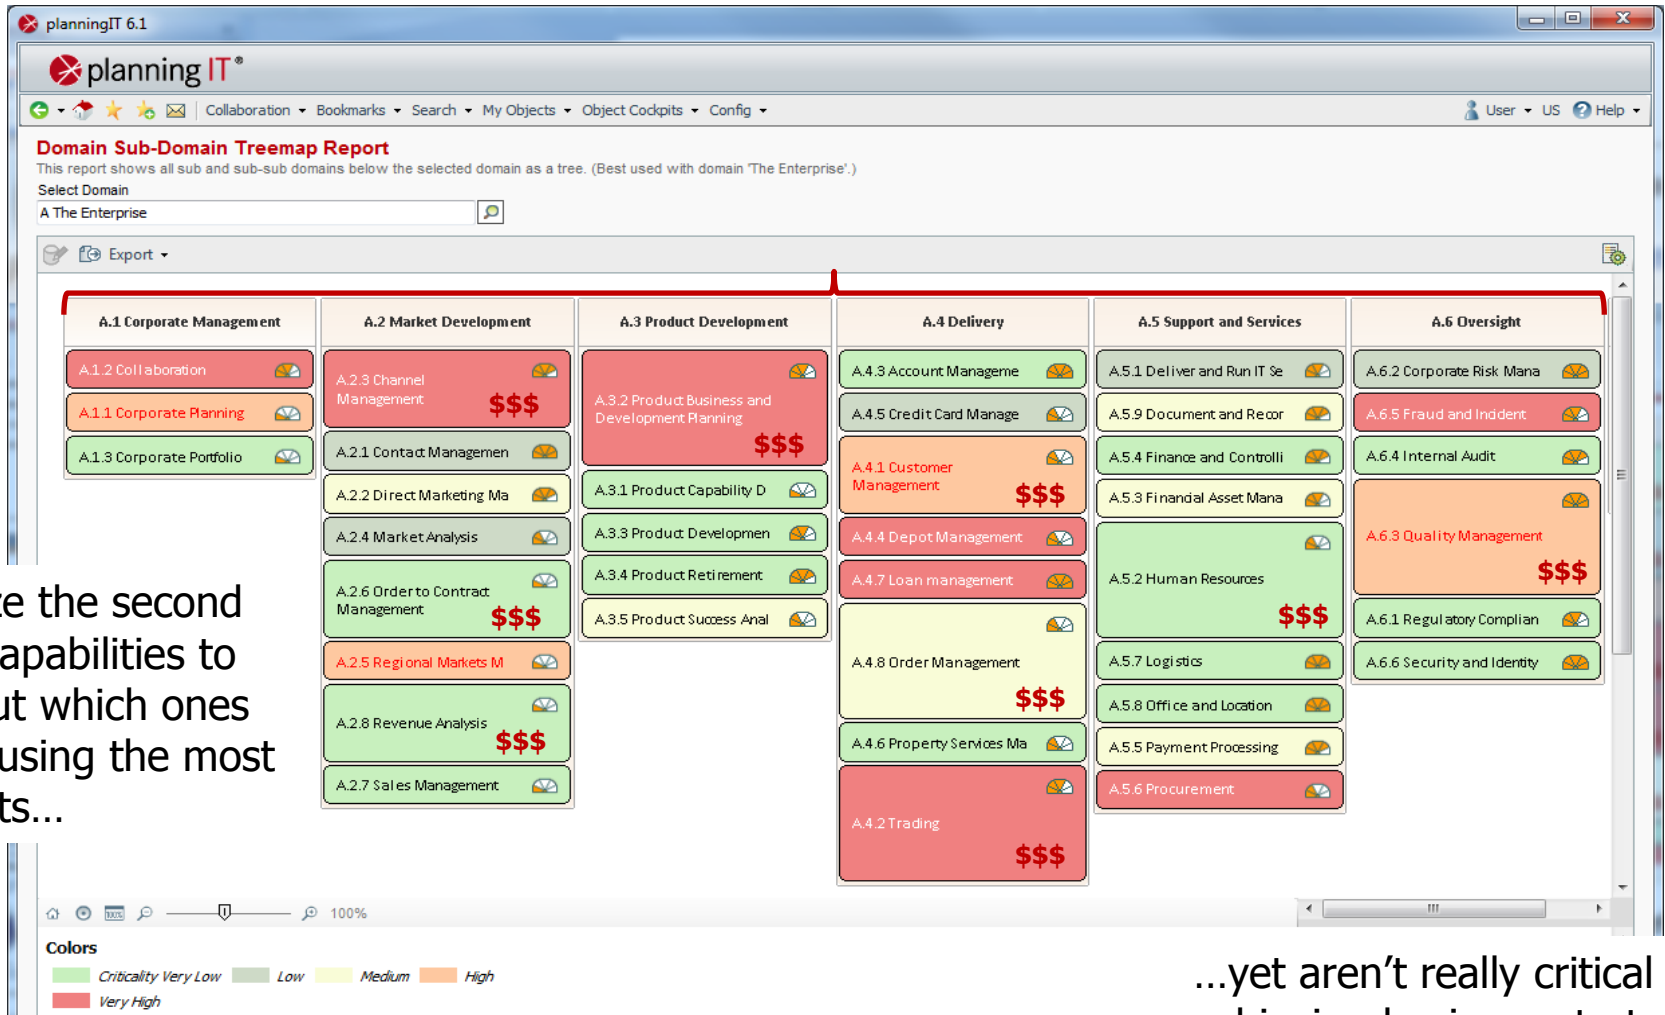 planningIT 6.1
planning IT®
Collaboration Bookmarks Search My Objects Object Cockpits Config User US Help
Domain Sub-Domain Treemap Report
This report shows all sub and sub-sub domains below the selected domain as a tree. (Best used with domain 'The Enterprise'.)
Select Domain
A The Enterprise
Export
A.1 Corporate Management
A.1.2 Collaboration
A.1.1 Corporate Planning
A.1.3 Corporate Portfolio
A.2 Market Development
A.2.3 Channel
Management $$$
A.2.1 Contact Managemen
A.2.2 Direct Marketing Ma
A.2.4 Market Analysis
A.2.6 Order to Contract
Management $$$
A.2.5 Regional Markets M
A.2.8 Revenue Analysis
$$$
A.2.7 Sales Management
A.3 Product Development
A.3.2 Product Business and
Development Planning
$$$
A.3.1 Product Capability D
A.3.3 Product Developmen
A.3.4 Product Retirement
A.3.5 Product Success Anal
A.4 Delivery
A.4.3 Account Manageme
A.4.5 Credit Card Manage
A.4.1 Customer
Management $$$
A.4.4 Depot Management
A.4.7 Loan management
A.4.8 Order Management
$$$
A.4.6 Property Services Ma
A.4.2 Trading
$$$
A.5 Support and Services
A.5.1 Deliver and Run IT Se
A.5.9 Document and Recor
A.5.4 Finance and Controlli
A.5.3 Financial Asset Mana
A.5.2 Human Resources
$$$
A.5.7 Logistics
A.5.8 Office and Location
A.5.5 Payment Processing
A.5.6 Procurement
A.6 Oversight
A.6.2 Corporate Risk Mana
A.6.5 Fraud and Incident
A.6.4 Internal Audit
A.6.3 Quality Management
$$$
A.6.1 Regulatory Complian
A.6.6 Security and Identity
ze the second
apabilities to
ut which ones
using the most
ts…
100%
Colors
Criticality Very Low Low Medium High
Very High
…yet aren’t really critical